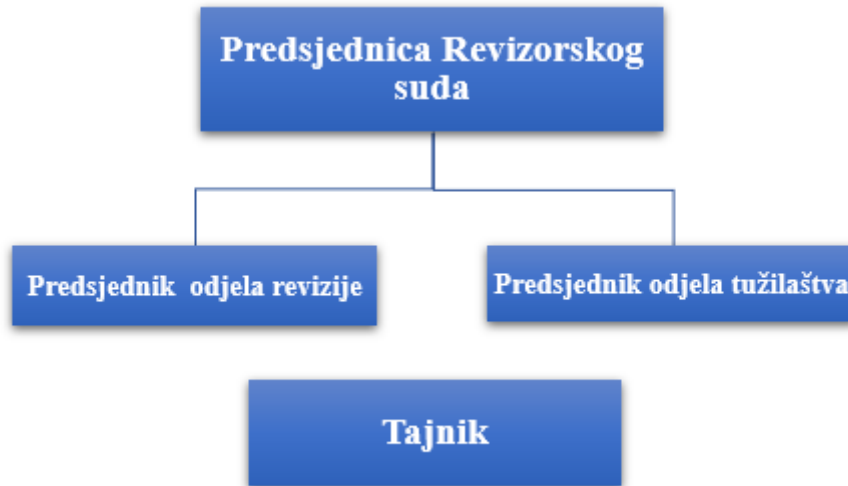 Predsjednica Revizorskog
suda
Predsjednik odjela revizije
Predsjednik odjela tužilaštva
Tajnik